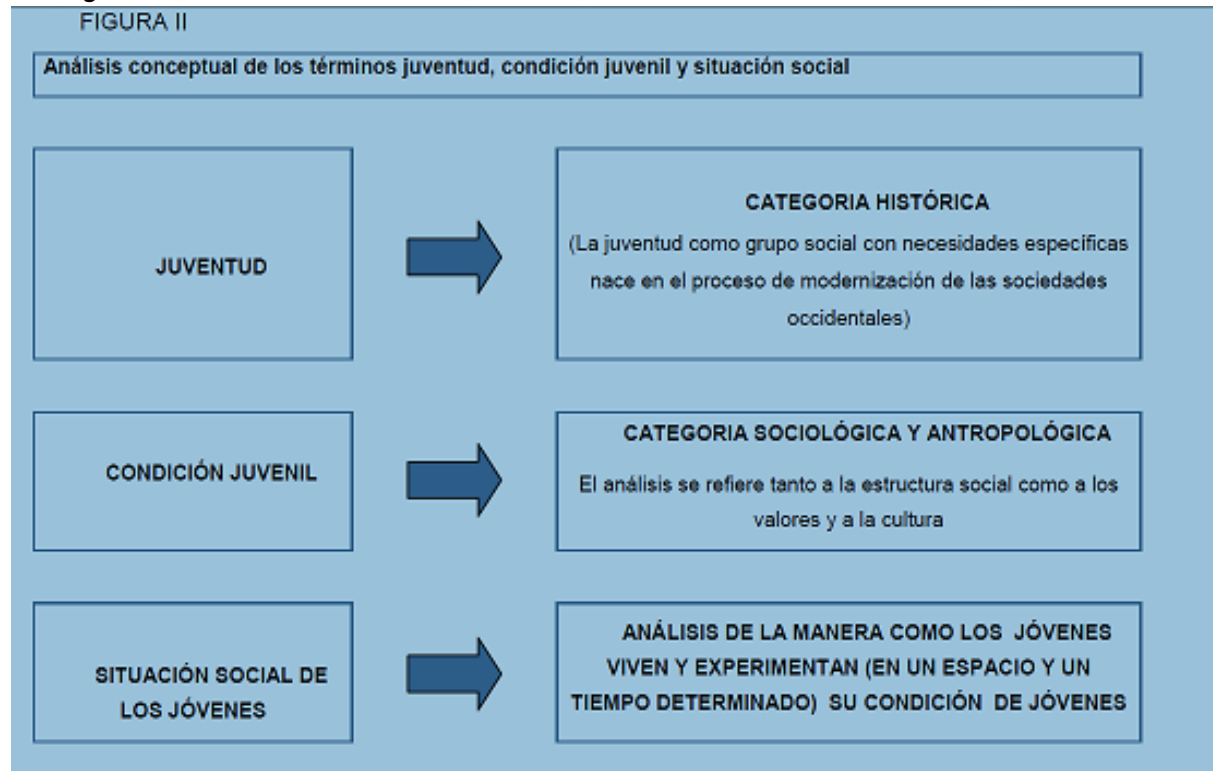 FIGURA II
Análisis conceptual de los términos juventud, condición juvenil y situación social
JUVENTUD
CATEGORIA HISTÓRICA
(La juventud como grupo social con necesidades específicas
nace en el proceso de modernización de las sociedades
occidentales)
CONDICIÓN JUVENIL
CATEGORIA SOCIOLÓGICA Y ANTROPOLÓGICA
El análisis se refiere tanto a la estructura social como a los
valores y a la cultura
SITUACIÓN SOCIAL DE
LOS JÓVENES
ANÁLISIS DE LA MANERA COMO LOS JÓVENES
VIVEN Y EXPERIMENTAN (EN UN ESPACIO Y UN
TIEMPO DETERMINADO) SU CONDICIÓN DE JÓVENES